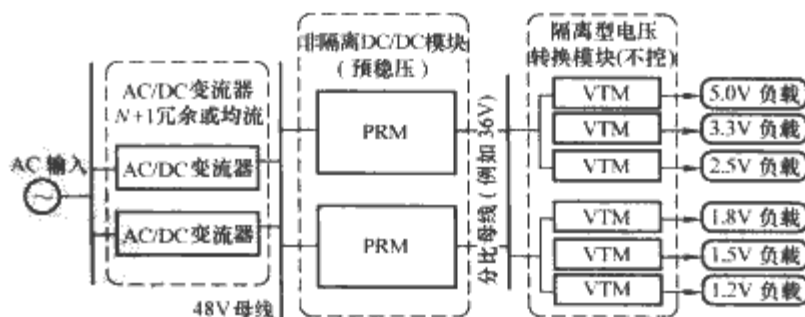 AC 输入
AC/DC变流器
N+1冗余或均流
AC/DC变流器
AC/DC变流器
48V母线
非隔离DC/DC模块
(预稳压)
PRM
PRM
分比母线(例如36V)
隔离型电压
转换模块(不控)
VTM
VTM
VTM
VTM
VTM
VTM
5.0V 负载
3.3V 负载
2.5V 负载
1.8V 负载
1.5V 负载
1.2V 负载